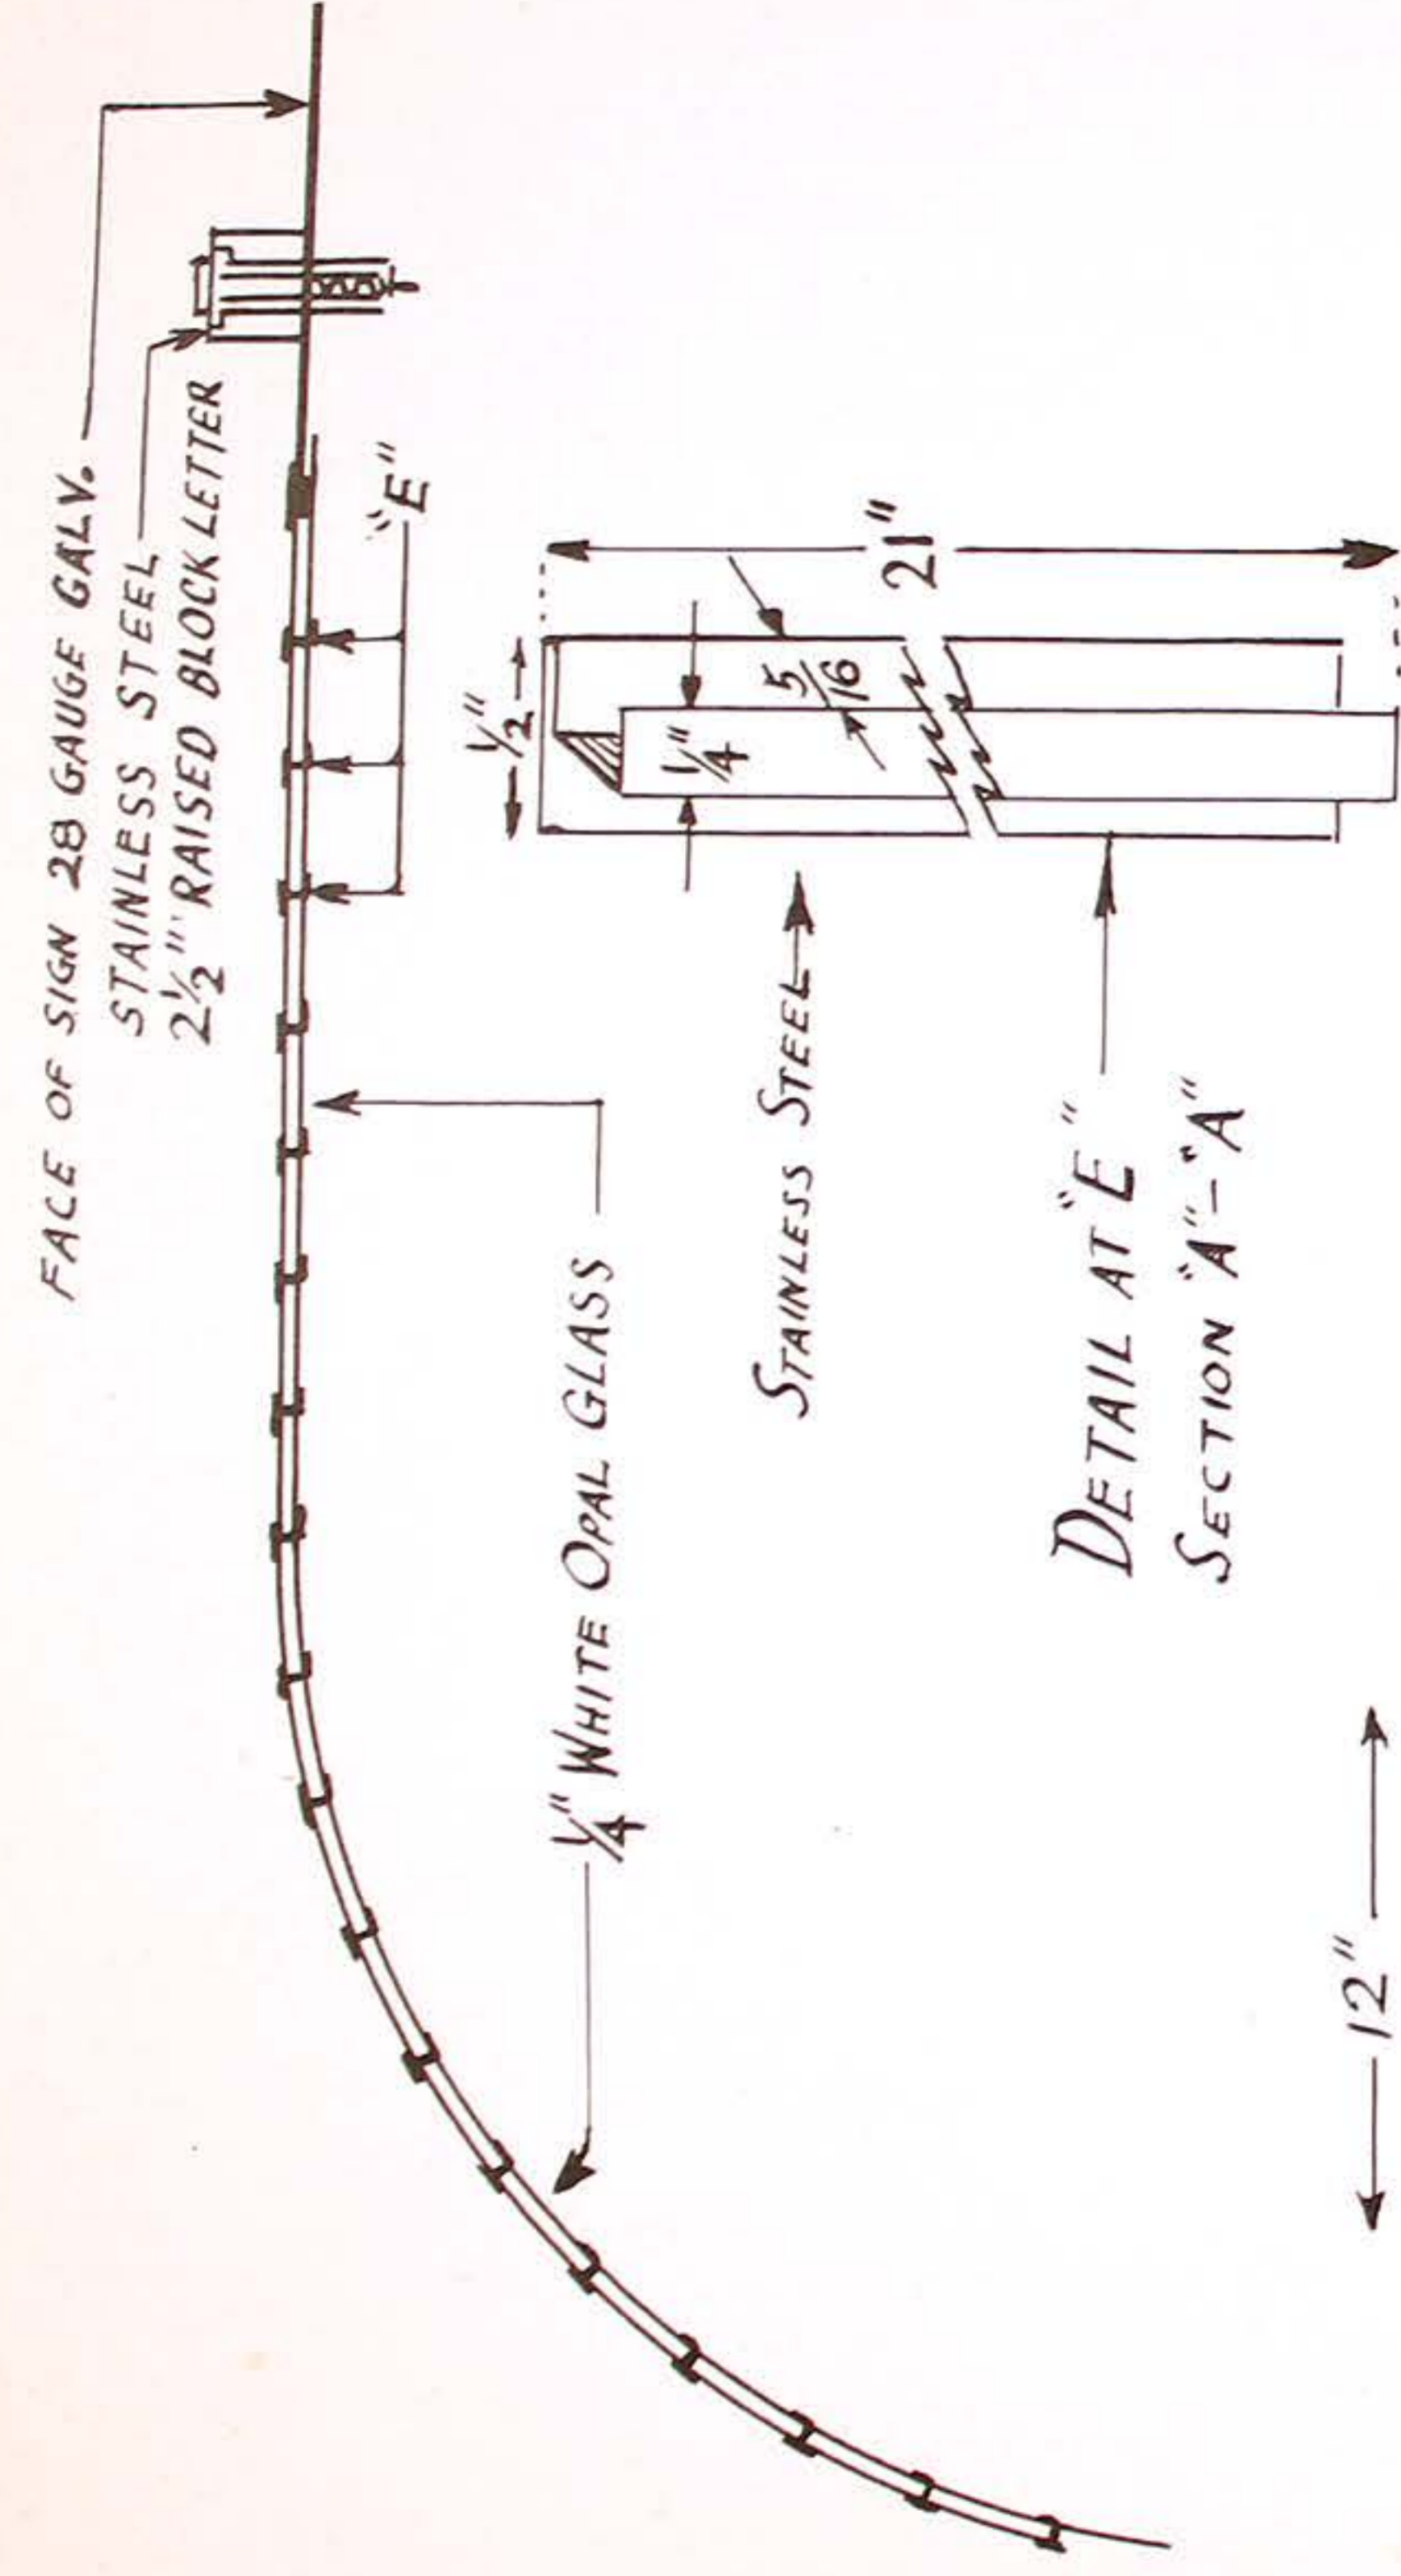 FACE OF SIGN 28 GAUGE GALV.
STAINLESS STEEL
2½" RAISED BLOCK LETTER
"E"
¼" WHITE OPAL GLASS
½"
¼"
5/16
21"
STAINLESS STEEL
DETAIL AT "E"
SECTION "A"-"A"
12"